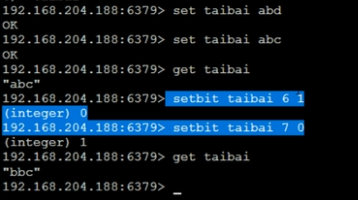 192.168.204.188:6379> set taibai abd
OK
192.168.204.188:6379> set taibai abc
OK
192.168.204.188:6379> get taibai
"abc"
192.168.204.188:6379> setbit taibai 6 1
(integer) 0
192.168.204.188:6379> setbit taibai 7 0
(integer) 1
192.168.204.188:6379> get taibai
"bbc"
192.168.204.188:6379> _